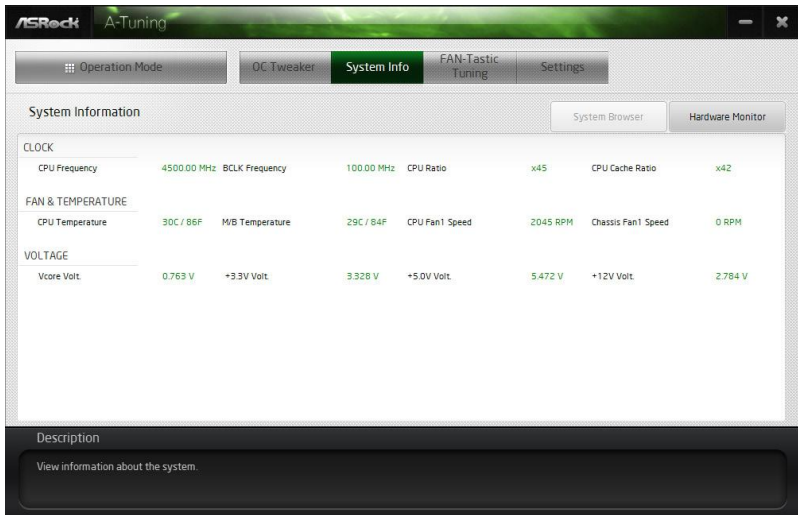 ASRock A-Tuning
Operation Mode OC Tweaker System Info FAN-Tastic Tuning Settings
System Information System Browser Hardware Monitor
CLOCK
CPU Frequency 4500.00 MHz BCLK Frequency 100.00 MHz CPU Ratio x45 CPU Cache Ratio x42
FAN & TEMPERATURE
CPU Temperature 30C / 86F M/B Temperature 29C / 84F CPU Fan1 Speed 2045 RPM Chassis Fan1 Speed 0 RPM
VOLTAGE
Vcore Volt. 0.763 V +3.3V Volt. 3.328 V +5.0V Volt. 5.472 V +12V Volt. 2.784 V
Description
View information about the system.